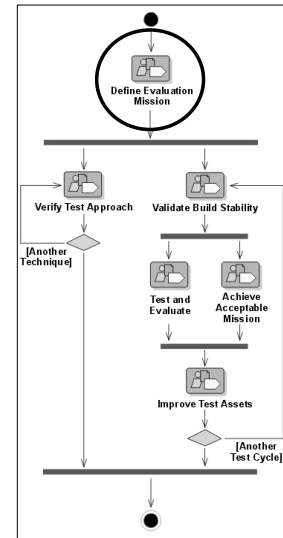 Define Evaluation
Mission
Verify Test Approach
Validate Build Stability
[Another
Technique]
Test and
Evaluate
Achieve
Acceptable
Mission
Improve Test Assets
[Another
Test Cycle]